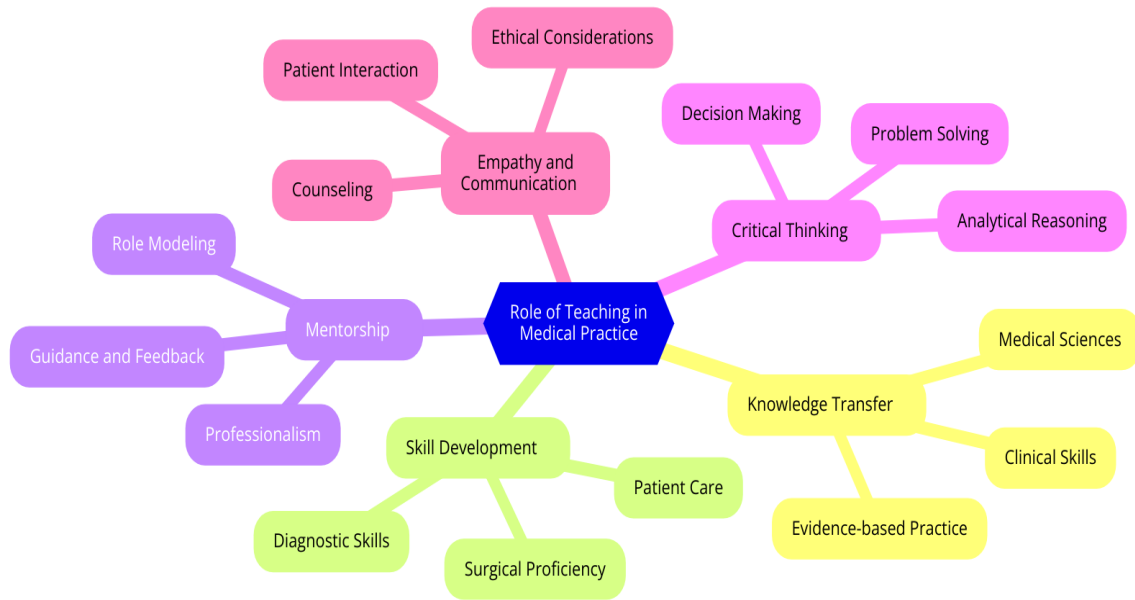 Role of Teaching in
Medical Practice
Empathy and
Communication
Ethical Considerations
Patient Interaction
Counseling
Critical Thinking
Decision Making
Problem Solving
Analytical Reasoning
Knowledge Transfer
Medical Sciences
Clinical Skills
Evidence-based Practice
Skill Development
Patient Care
Surgical Proficiency
Diagnostic Skills
Mentorship
Role Modeling
Guidance and Feedback
Professionalism